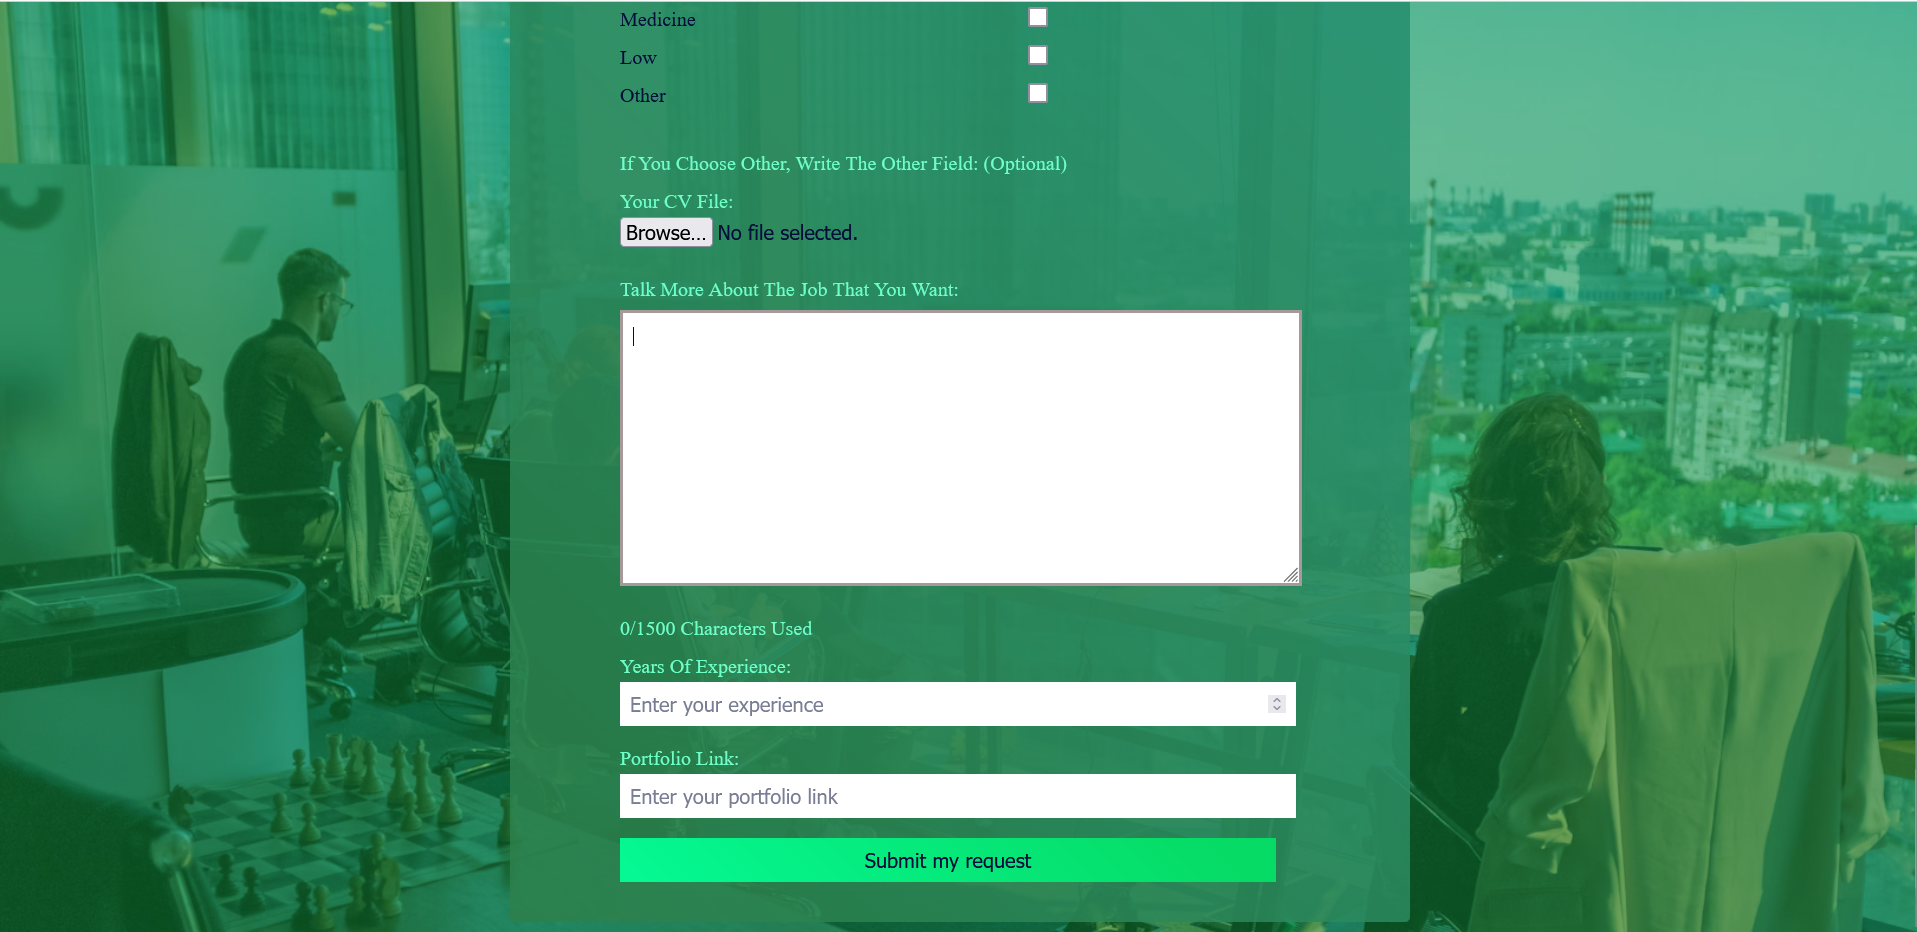 Medicine
Low
Other
If You Choose Other, Write The Other Field: (Optional)
Your CV File:
Browse... No file selected.
Talk More About The Job That You Want:
0/1500 Characters Used
Years Of Experience:
Enter your experience
Portfolio Link:
Enter your portfolio link
Submit my request